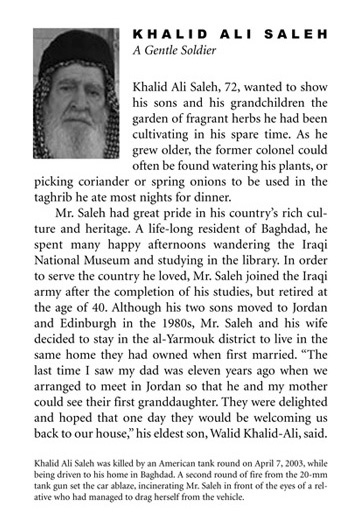 KHALID ALI SALEH
A Gentle Soldier
Khalid Ali Saleh, 72, wanted to show
his sons and his grandchildren the
garden of fragrant herbs he had been
cultivating in his spare time. As he
grew older, the former colonel could
often be found watering his plants, or
picking coriander or spring onions to be used in the
taghrib he ate most nights for dinner.
Mr. Saleh had great pride in his country's rich cul-
ture and heritage. A life-long resident of Baghdad, he
spent many happy afternoons wandering the Iraqi
National Museum and studying in the library. In order
to serve the country he loved, Mr. Saleh joined the Iraqi
army after the completion of his studies, but retired at
the age of 40. Although his two sons moved to Jordan
and Edinburgh in the 1980s, Mr. Saleh and his wife
decided to stay in the al-Yarmouk district to live in the
same home they had owned when first married. “The
last time I saw my dad was eleven years ago when we
arranged to meet in Jordan so that he and my mother
could see their first granddaughter. They were delighted
and hoped that one day they would be welcoming us
back to our house,” his eldest son, Walid Khalid-Ali, said.
Khalid Ali Saleh was killed by an American tank round on April 7, 2003, while
being driven to his home in Baghdad. A second round of fire from the 20-mm
tank gun set the car ablaze, incinerating Mr. Saleh in front of the eyes of a rel-
ative who had managed to drag herself from the vehicle.